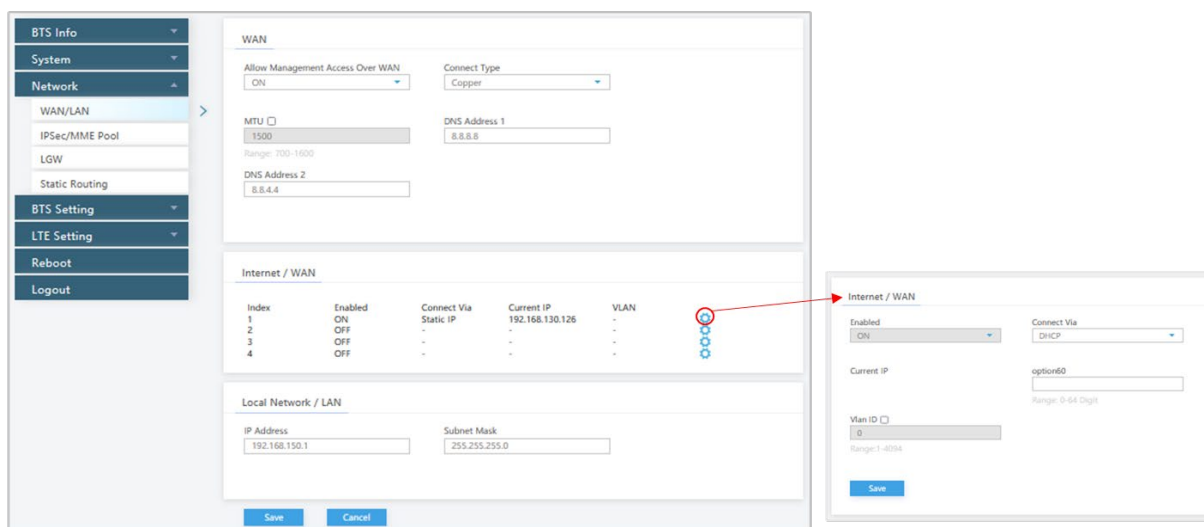 BTS Info
System
Network
WAN/LAN
IPSec/MME Pool
LGW
Static Routing
BTS Setting
LTE Setting
Reboot
Logout
WAN
Allow Management Access Over WAN Connect Type
ON Copper
MTU DNS Address 1
1500 8.8.8.8
Range: 700~1600
DNS Address 2
8.8.4.4
Internet / WAN
Index Enabled Connect Via Current IP VLAN
1 ON Static IP 192.168.130.126 -
2 OFF - - -
3 OFF - - -
4 OFF - - -
Local Network / LAN
IP Address Subnet Mask
192.168.150.1 255.255.255.0
Save Cancel
Internet / WAN
Enabled Connect Via
ON DHCP
Current IP option60
Range: 0-64 Digit
Vlan ID
0
Range:1-4094
Save